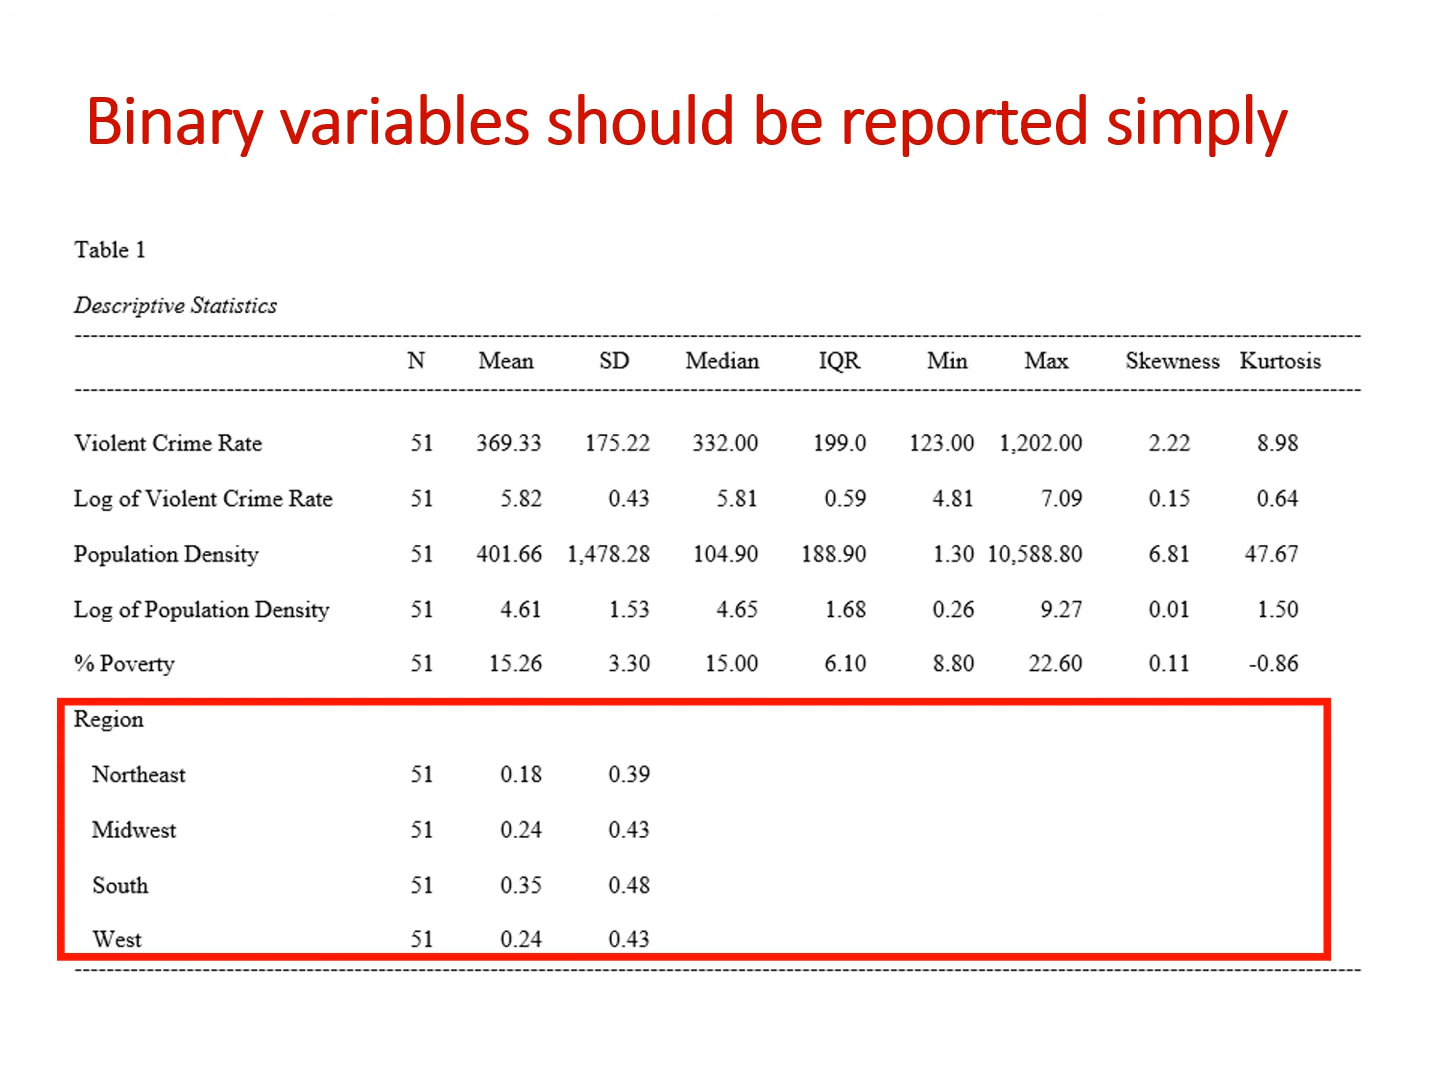 Binary variables should be reported simply
Table 1
Descriptive Statistics
N Mean SD Median IQR Min Max Skewness Kurtosis
Violent Crime Rate 51 369.33 175.22 332.00 199.0 123.00 1,202.00 2.22 8.98
Log of Violent Crime Rate 51 5.82 0.43 5.81 0.59 4.81 7.09 0.15 0.64
Population Density 51 401.66 1,478.28 104.90 188.90 1.30 10,588.80 6.81 47.67
Log of Population Density 51 4.61 1.53 4.65 1.68 0.26 9.27 0.01 1.50
% Poverty 51 15.26 3.30 15.00 6.10 8.80 22.60 0.11 -0.86
Region
Northeast 51 0.18 0.39
Midwest 51 0.24 0.43
South 51 0.35 0.48
West 51 0.24 0.43